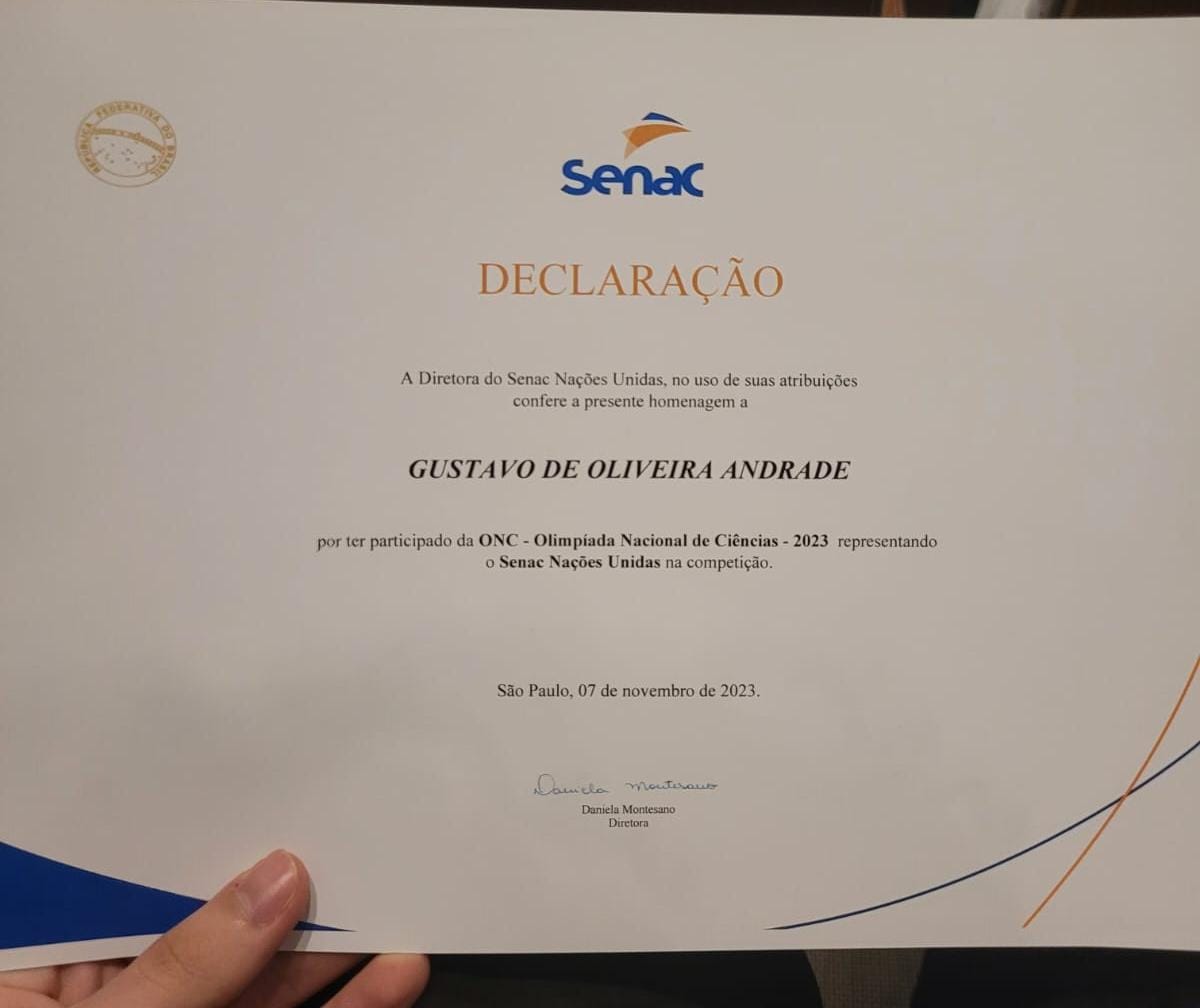 REPÚBLICA FEDERATIVA DO BRASIL
Senac
DECLARAÇÃO
A Diretora do Senac Nações Unidas, no uso de suas atribuições
confere a presente homenagem a
GUSTAVO DE OLIVEIRA ANDRADE
por ter participado da ONC - Olimpíada Nacional de Ciências - 2023 representando
o Senac Nações Unidas na competição.
São Paulo, 07 de novembro de 2023.
Daniela Montesano
Daniela Montesano
Diretora